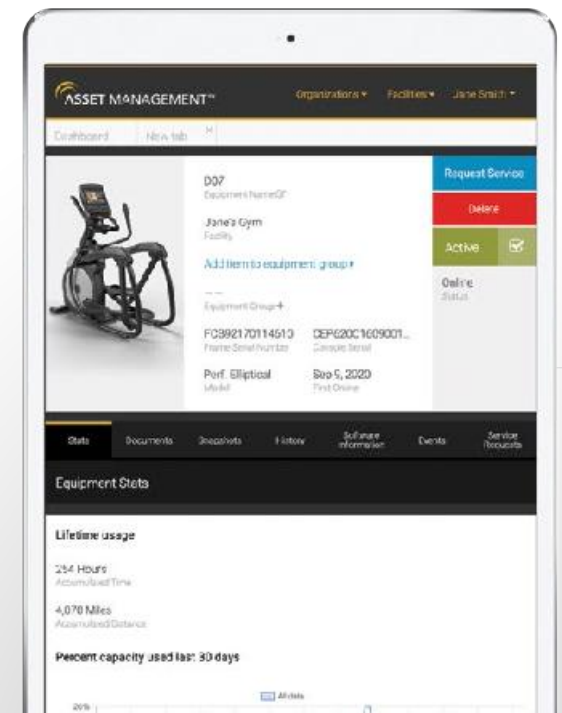 ASSET MANAGEMENT™
Organizations Facilities Jane Smith
Dashboard New tab
D07
Jane's Gym
Facility
Add item to equipment group
Equipment Group+
Frame Serial Number Console Serial
Perf. Elliptical Sep 5, 2020
Model First Online
Request Service
Delete
Active
Online
Status
Stats Documents Snapshots History Software Information Events Service Requests
Equipment Stats
Lifetime usage
254 Hours
Accumulated Time
4,070 Miles
Accumulated Distance
Percent capacity used last 30 days
All data
20%